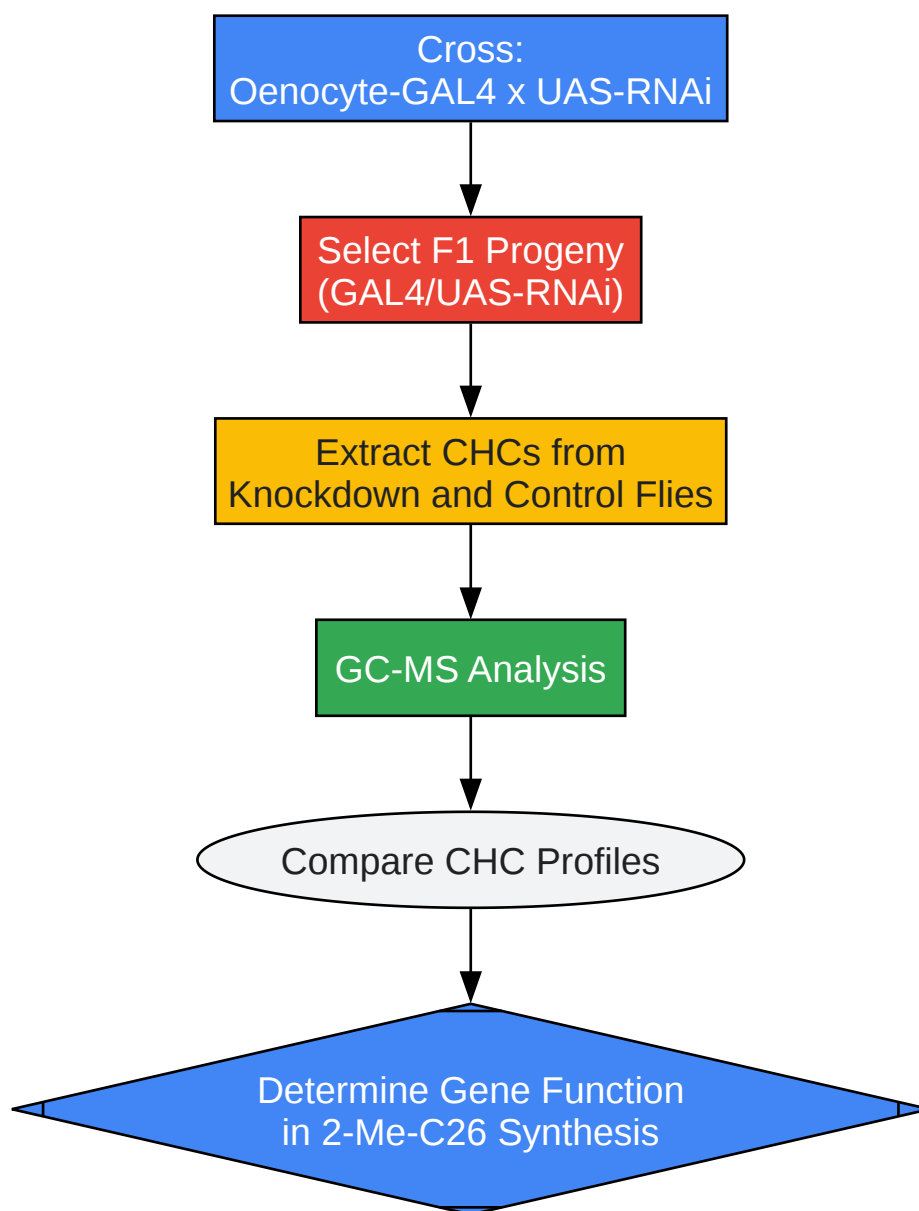 Cross:
Oenocyte-GAL4 x UAS-RNAi
Select F1 Progeny
(GAL4/UAS-RNAi)
Extract CHCs from
Knockdown and Control Flies
GC-MS Analysis
Compare CHC Profiles
Determine Gene Function
in 2-Me-C26 Synthesis